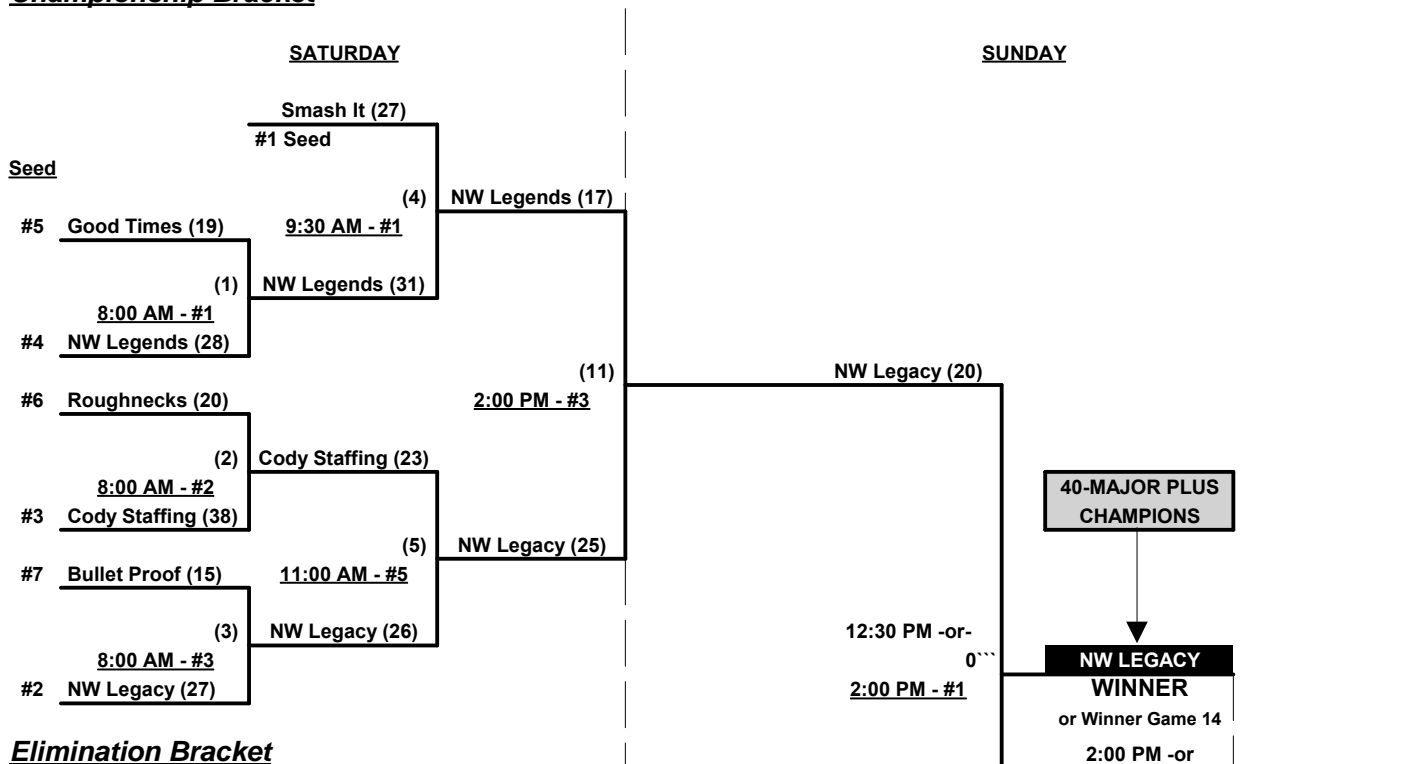 Championship Bracket
SATURDAY
SUNDAY
Smash It (27)
#1 Seed
Seed
(4)
NW Legends (17)
#5 Good Times (19)
9:30 AM - #1
(1)
NW Legends (31)
8:00 AM - #1
#4 NW Legends (28)
(11)
NW Legacy (20)
#6 Roughnecks (20)
2:00 PM - #3
(2)
Cody Staffing (23)
8:00 AM - #2
40-MAJOR PLUS
CHAMPIONS
#3 Cody Staffing (38)
(5)
NW Legacy (25)
#7 Bullet Proof (15)
11:00 AM - #5
(3)
NW Legacy (26)
12:30 PM -or-
8:00 AM - #3
0```
NW LEGACY
#2 NW Legacy (27)
2:00 PM - #1
WINNER
or Winner Game 14
Elimination Bracket
2:00 PM -or